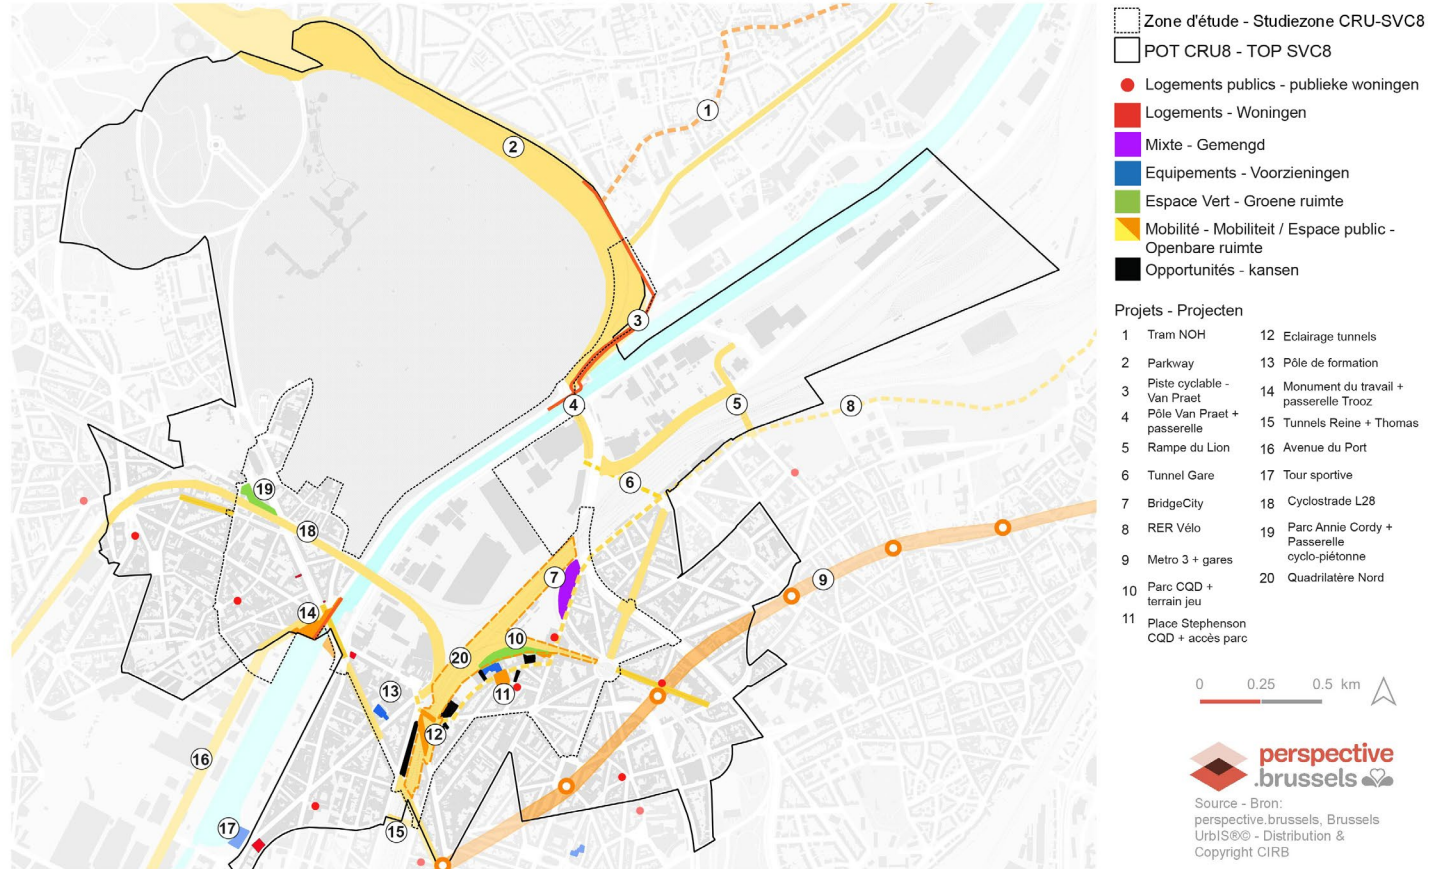 Zone d'étude - Studiezone CRU-SVC8
POT CRU8 - TOP SVC8
Logements publics - publieke woningen
Logements - Woningen
Mixte - Gemengd
Equipements - Voorzieningen
Espace Vert - Groene ruimte
Mobilité - Mobiliteit / Espace public -
Openbare ruimte
Opportunités - kansen
Projets - Projecten
1 Tram NOH
2 Parkway
3 Piste cyclable -
Van Praet
4 Pôle Van Praet +
passerelle
5 Rampe du Lion
6 Tunnel Gare
7 BridgeCity
8 RER Vélo
9 Metro 3 + gares
10 Parc CQD +
terrain jeu
11 Place Stephenson
CQD + accès parc
12 Eclairage tunnels
13 Pôle de formation
14 Monument du travail +
passerelle Trooz
15 Tunnels Reine + Thomas
16 Avenue du Port
17 Tour sportive
18 Cyclostrade L28
19 Parc Annie Cordy +
Passerelle
cyclo-piétonne
20 Quadrilatère Nord
0 0.25 0.5 km
perspective
.brussels
Source - Bron:
perspective.brussels, Brussels
UrbIS®© - Distribution &
Copyright CIRB
1
2
3
4
5
8
6
19
18
7
9
14
10
20
13
11
12
16
17
15